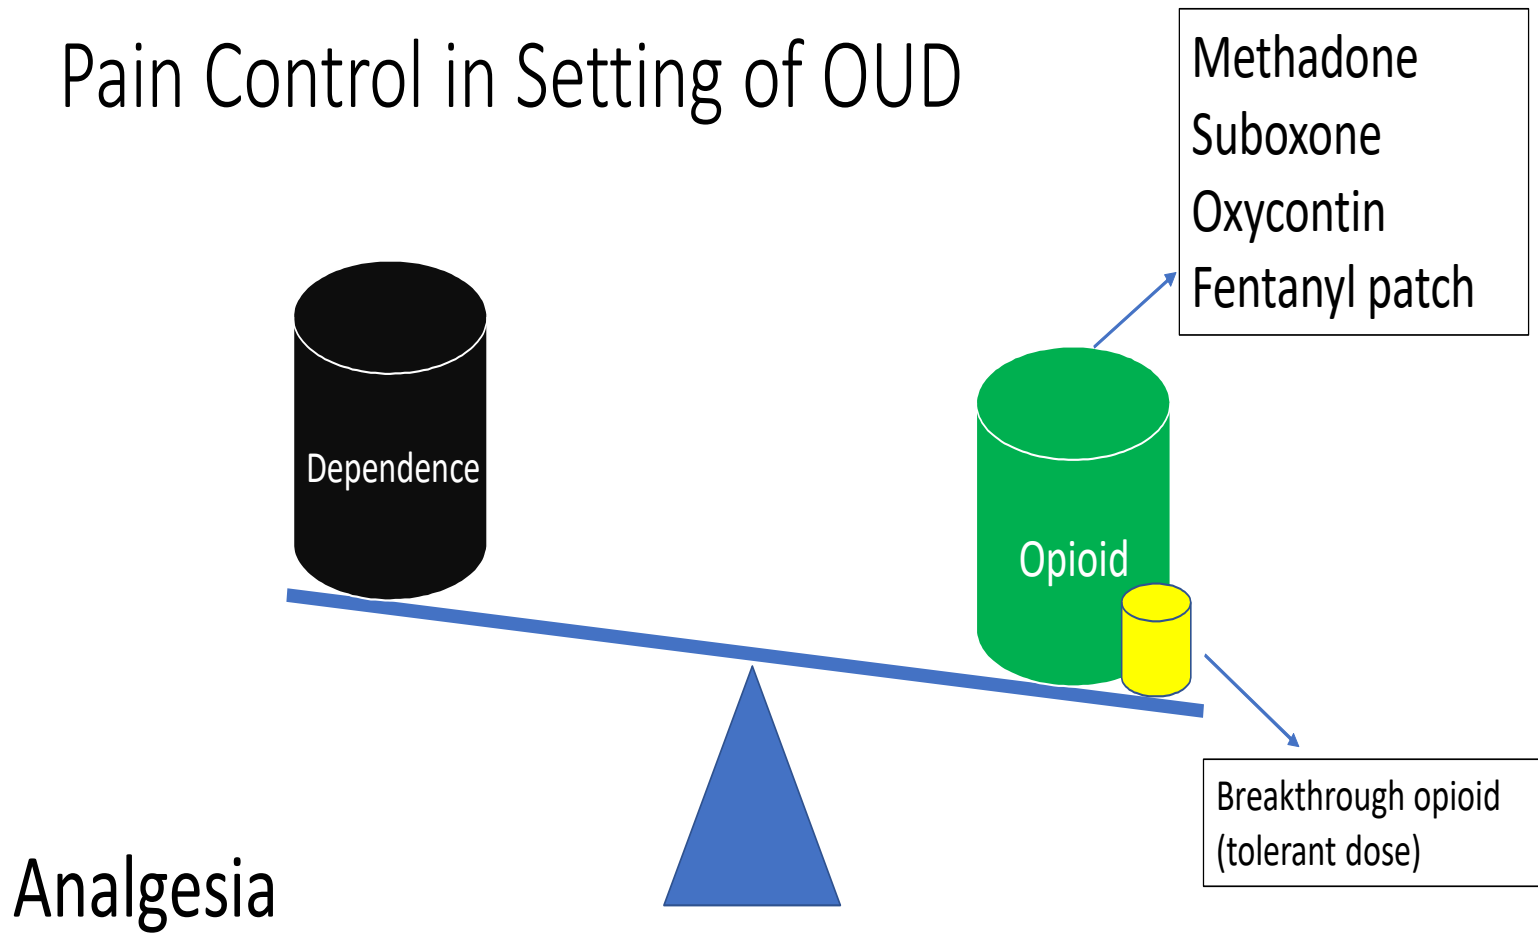 Pain Control in Setting of OUD
Methadone
Suboxone
Oxycontin
Fentanyl patch
Dependence
Opioid
Breakthrough opioid
(tolerant dose)
Analgesia